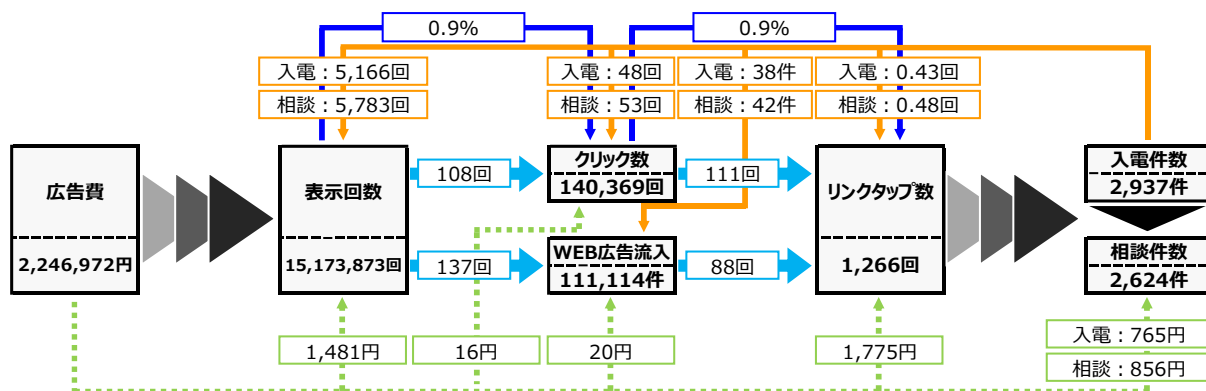 0.9%
0.9%
入電：5,166回
入電：48回
入電：38件
入電：0.43回
相談：5,783回
相談：53回
相談：42件
相談：0.48回
広告費
2,246,972円
表示回数
15,173,873回
108回
137回
クリック数
140,369回
WEB広告流入
111,114件
111回
88回
リンクタップ数
1,266回
入電件数
2,937件
相談件数
2,624件
1,481円
16円
20円
1,775円
入電：765円
相談：856円